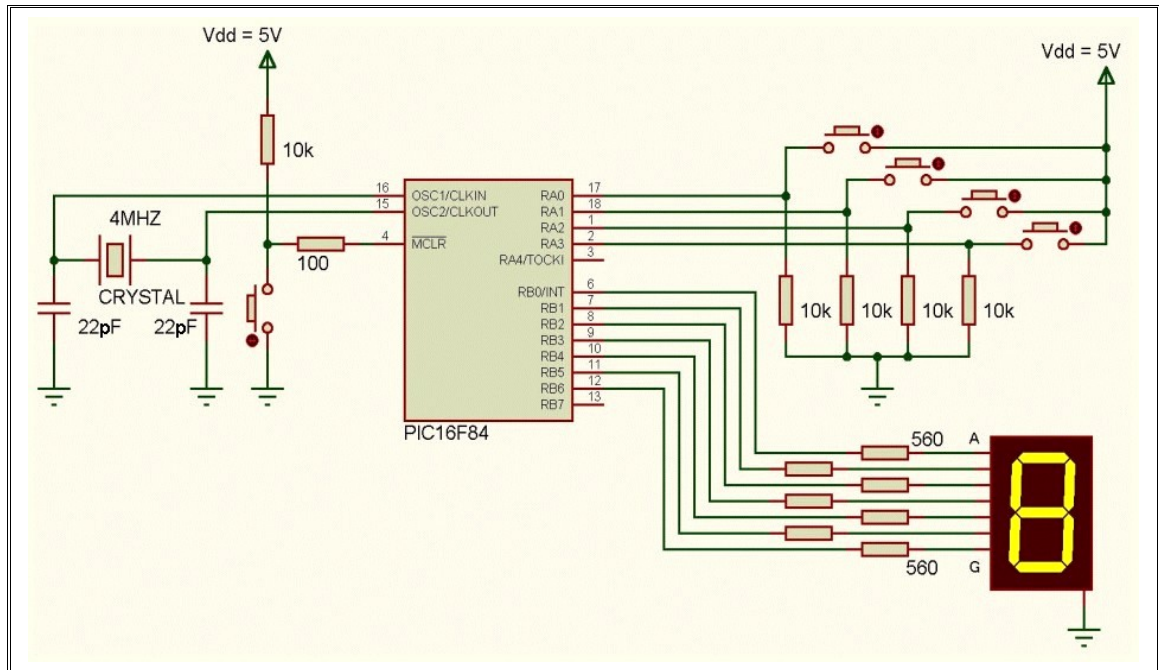 Vdd = 5V
Vdd = 5V
10k
16 OSC1/CLKIN RA0 17
15 OSC2/CLKOUT RA1 18
RA2 1
4 MCLR RA3 2
RA4/TOCKI 3
4MHZ
CRYSTAL
100
22pF 22pF
RB0/INT 6
RB1 7
RB2 8
RB3 9
RB4 10
RB5 11
RB6 12
RB7 13
PIC16F84
10k 10k 10k 10k
560 A
560 G